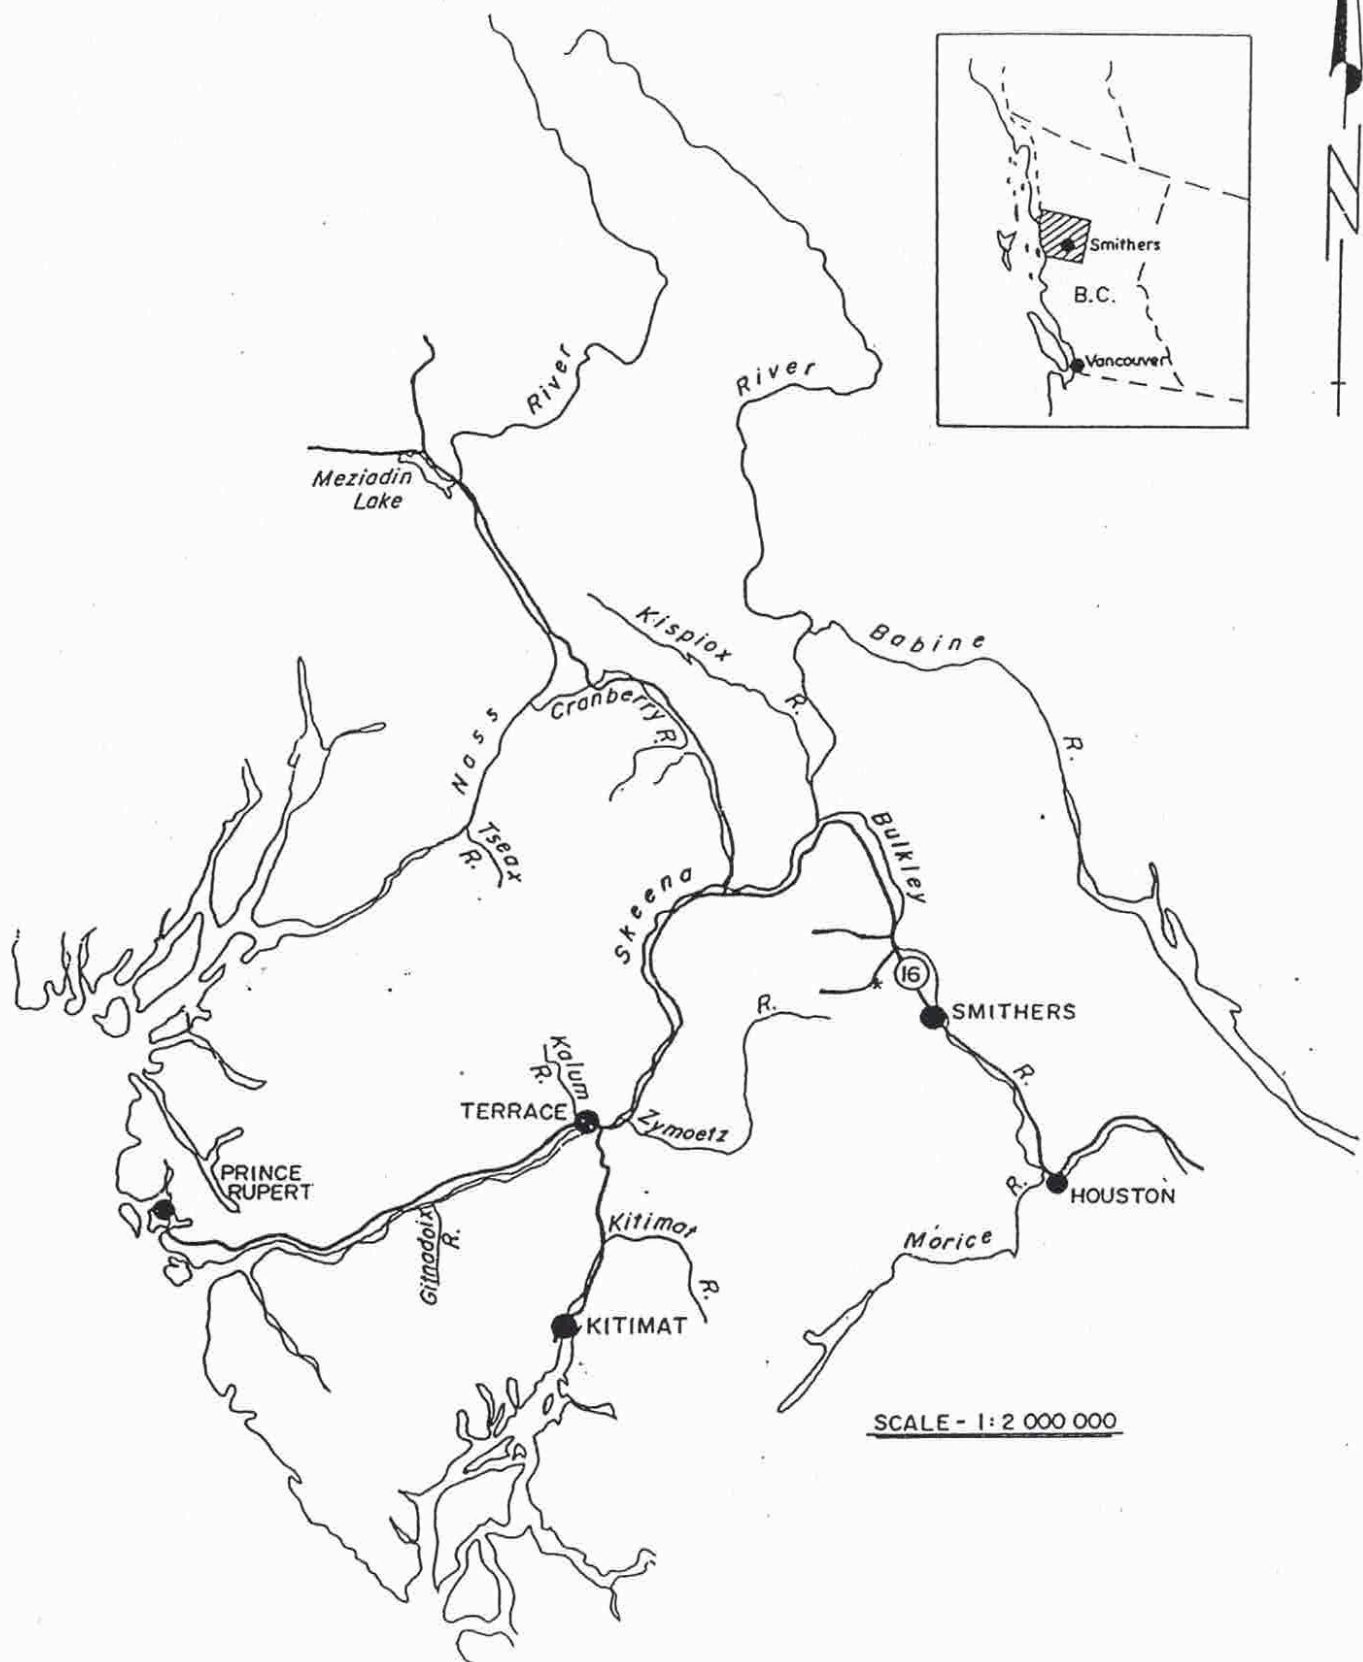 N
Smithers
B.C.
Vancouver
River
River
Meziadin
Lake
Kispiox
R.
Babine
R.
Cranberry
R.
Nass
Tseax
R.
Bulkley
Skeena
16
*
SMITHERS
R.
R.
Kalum
R.
TERRACE
Zymoetz
PRINCE
RUPERT
R.
HOUSTON
Gitnadoix
R.
Kitimat
R.
Morice
KITIMAT
SCALE - 1:2 000 000